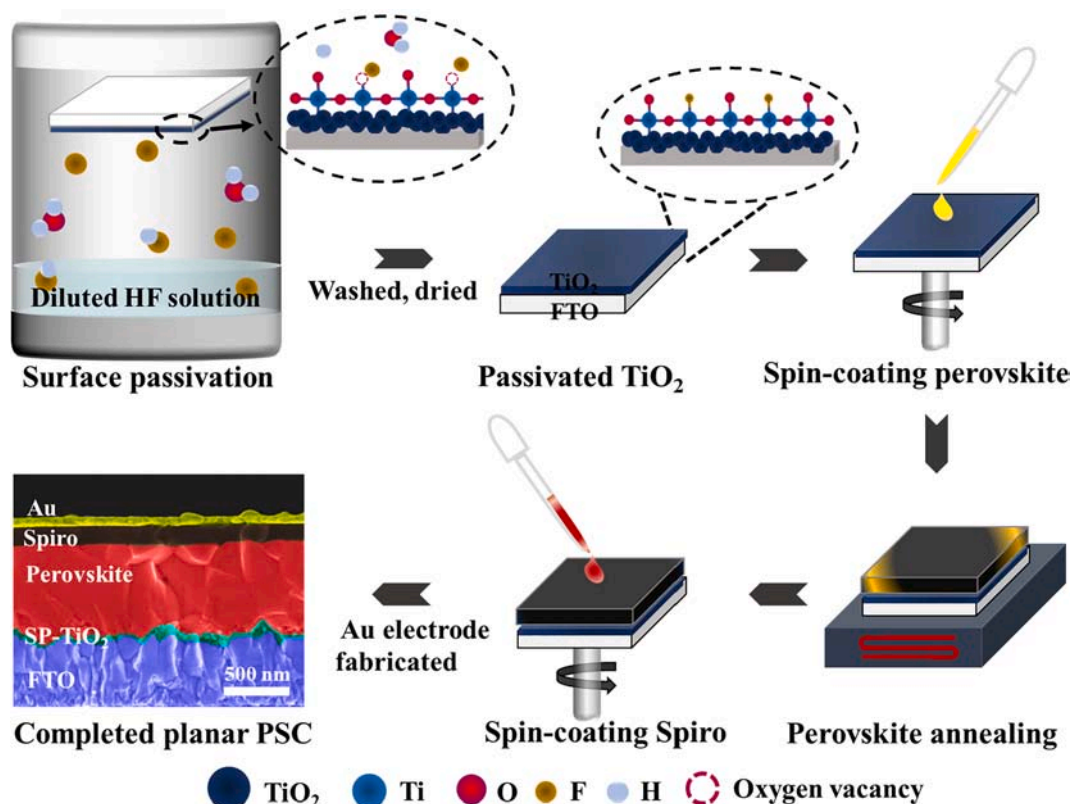 Diluted HF solution
Surface passivation
Washed, dried
TiO₂
FTO
Passivated TiO₂
Spin-coating perovskite
Au
Spiro
Perovskite
SP-TiO₂
FTO
500 nm
Completed planar PSC
Au electrode
fabricated
Spin-coating Spiro
Perovskite annealing
TiO₂ Ti O F H Oxygen vacancy